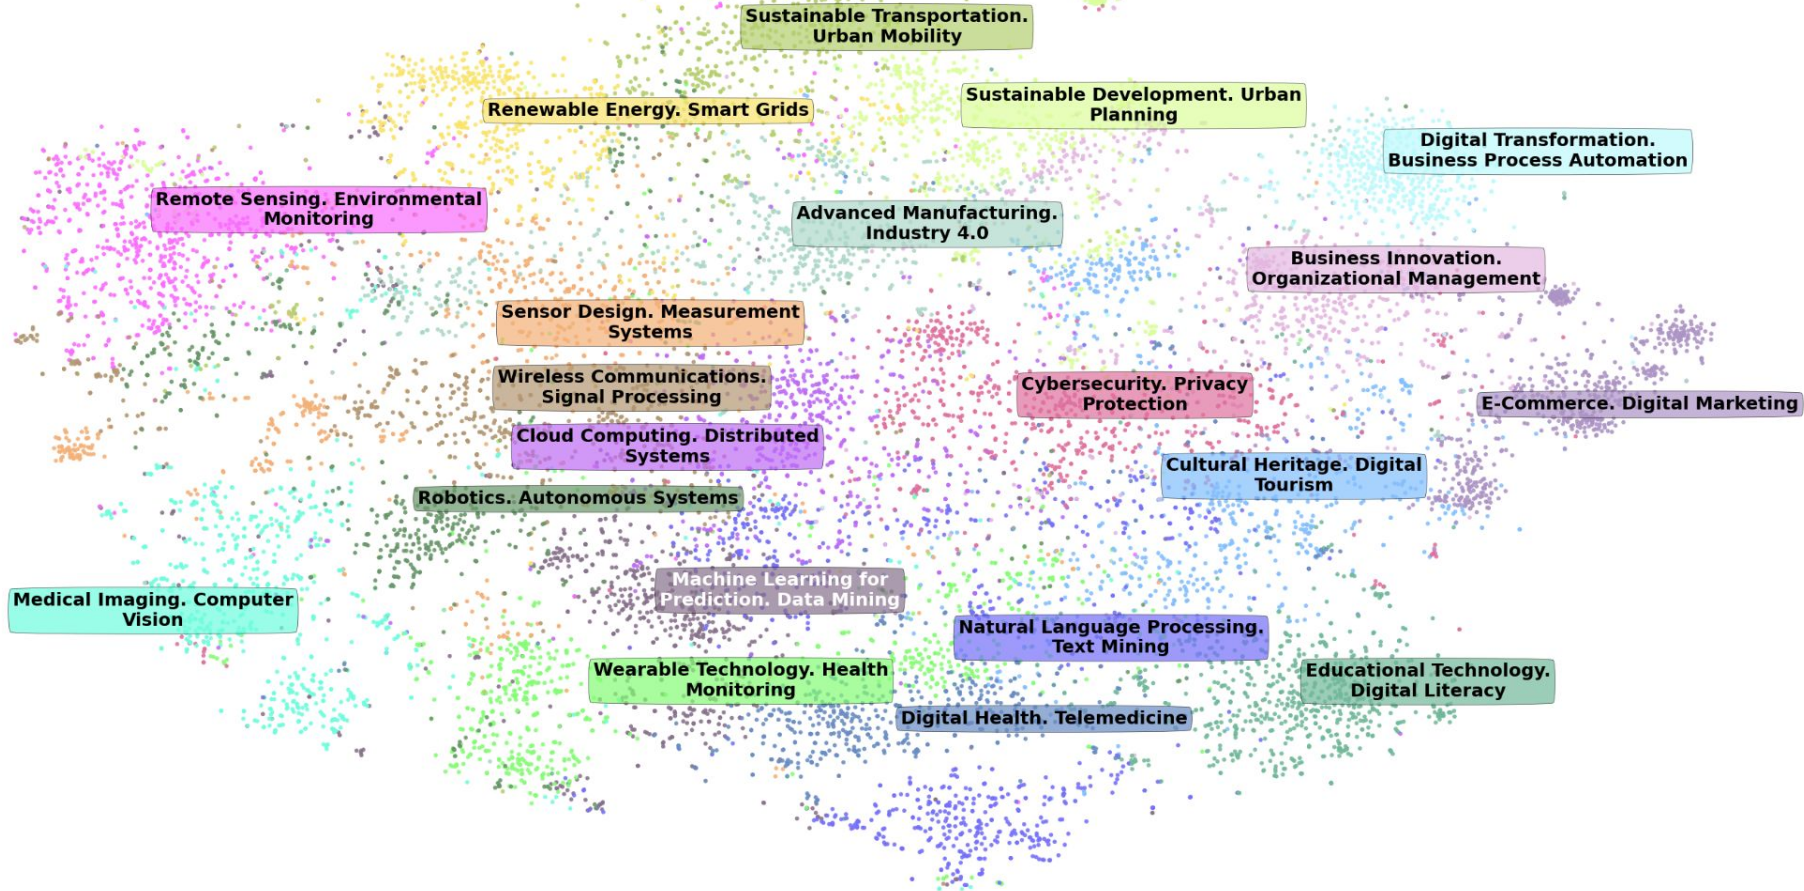 Sustainable Transportation.
Urban Mobility
Renewable Energy. Smart Grids
Sustainable Development. Urban
Planning
Digital Transformation.
Business Process Automation
Remote Sensing. Environmental
Monitoring
Advanced Manufacturing.
Industry 4.0
Business Innovation.
Organizational Management
Sensor Design. Measurement
Systems
Wireless Communications.
Signal Processing
Cybersecurity. Privacy
Protection
E-Commerce. Digital Marketing
Cloud Computing. Distributed
Systems
Cultural Heritage. Digital
Tourism
Robotics. Autonomous Systems
Machine Learning for
Prediction. Data Mining
Medical Imaging. Computer
Vision
Natural Language Processing.
Text Mining
Wearable Technology. Health
Monitoring
Educational Technology.
Digital Literacy
Digital Health. Telemedicine